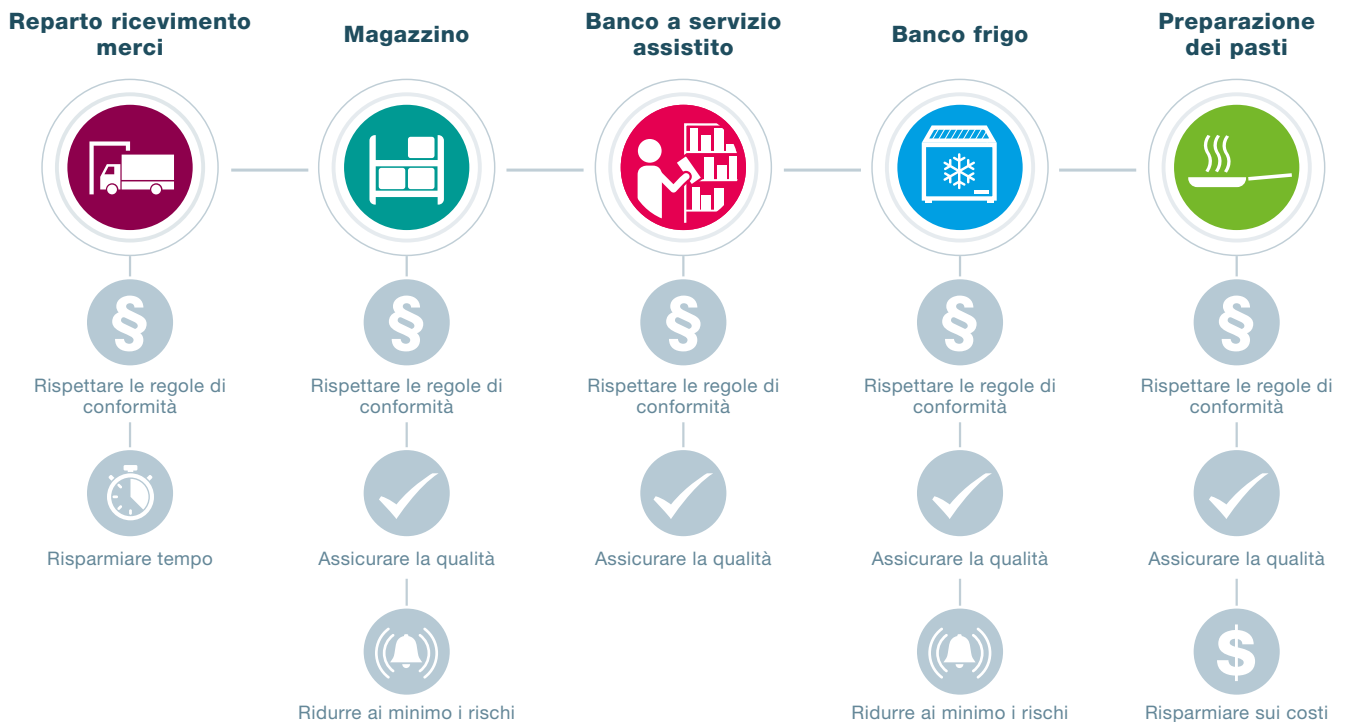 Reparto ricevimento
merci
Magazzino
Banco a servizio
assistito
Banco frigo
Preparazione
dei pasti
§
§
§
§
§
Rispettare le regole di
conformità
Rispettare le regole di
conformità
Rispettare le regole di
conformità
Rispettare le regole di
conformità
Rispettare le regole di
conformità
Risparmiare tempo
Assicurare la qualità
Assicurare la qualità
Assicurare la qualità
Assicurare la qualità
$
Ridurre ai minimo i rischi
Ridurre ai minimo i rischi
Risparmiare sui costi